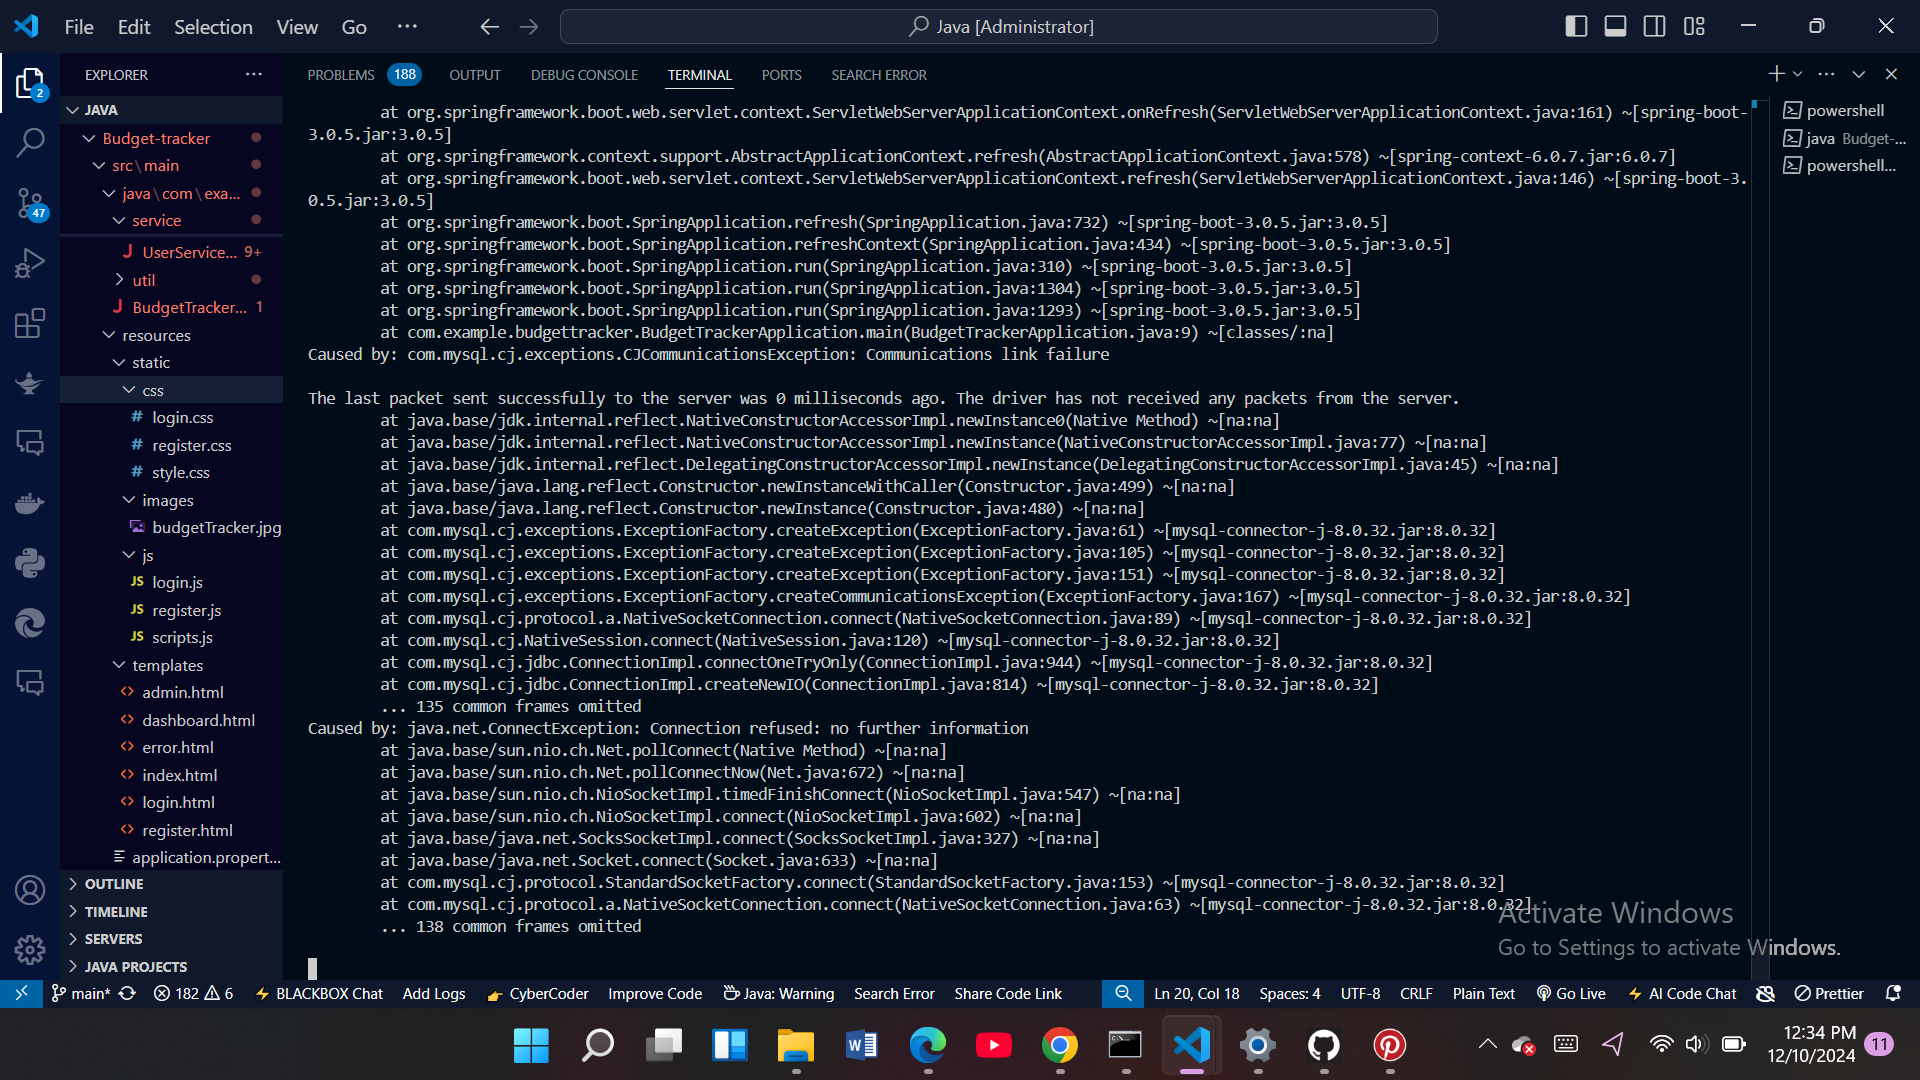 File Edit Selection View Go ··· Java [Administrator]
EXPLORER ··· PROBLEMS 188 OUTPUT DEBUG CONSOLE TERMINAL PORTS SEARCH ERROR
2
47
JAVA
Budget-tracker
src\main
java\com\exa...
service
UserService... 9+
util
BudgetTracker... 1
resources
static
css
# login.css
# register.css
# style.css
images
budgetTracker.jpg
js
JS login.js
JS register.js
JS scripts.js
templates
<> admin.html
<> dashboard.html
<> error.html
<> index.html
<> login.html
<> register.html
application.propert...
OUTLINE
TIMELINE
SERVERS
JAVA PROJECTS
at org.springframework.boot.web.servlet.context.ServletWebServerApplicationContext.onRefresh(ServletWebServerApplicationContext.java:161) ~[spring-boot-
3.0.5.jar:3.0.5]
at org.springframework.context.support.AbstractApplicationContext.refresh(AbstractApplicationContext.java:578) ~[spring-context-6.0.7.jar:6.0.7]
at org.springframework.boot.web.servlet.context.ServletWebServerApplicationContext.refresh(ServletWebServerApplicationContext.java:146) ~[spring-boot-3.
0.5.jar:3.0.5]
at org.springframework.boot.SpringApplication.refresh(SpringApplication.java:732) ~[spring-boot-3.0.5.jar:3.0.5]
at org.springframework.boot.SpringApplication.refreshContext(SpringApplication.java:434) ~[spring-boot-3.0.5.jar:3.0.5]
at org.springframework.boot.SpringApplication.run(SpringApplication.java:310) ~[spring-boot-3.0.5.jar:3.0.5]
at org.springframework.boot.SpringApplication.run(SpringApplication.java:1304) ~[spring-boot-3.0.5.jar:3.0.5]
at org.springframework.boot.SpringApplication.run(SpringApplication.java:1293) ~[spring-boot-3.0.5.jar:3.0.5]
at com.example.budgettracker.BudgetTrackerApplication.main(BudgetTrackerApplication.java:9) ~[classes/:na]
Caused by: com.mysql.cj.exceptions.CJCommunicationsException: Communications link failure
The last packet sent successfully to the server was 0 milliseconds ago. The driver has not received any packets from the server.
at java.base/jdk.internal.reflect.NativeConstructorAccessorImpl.newInstance0(Native Method) ~[na:na]
at java.base/jdk.internal.reflect.NativeConstructorAccessorImpl.newInstance(NativeConstructorAccessorImpl.java:77) ~[na:na]
at java.base/jdk.internal.reflect.DelegatingConstructorAccessorImpl.newInstance(DelegatingConstructorAccessorImpl.java:45) ~[na:na]
at java.base/java.lang.reflect.Constructor.newInstanceWithCaller(Constructor.java:499) ~[na:na]
at java.base/java.lang.reflect.Constructor.newInstance(Constructor.java:480) ~[na:na]
at com.mysql.cj.exceptions.ExceptionFactory.createException(ExceptionFactory.java:61) ~[mysql-connector-j-8.0.32.jar:8.0.32]
at com.mysql.cj.exceptions.ExceptionFactory.createException(ExceptionFactory.java:105) ~[mysql-connector-j-8.0.32.jar:8.0.32]
at com.mysql.cj.exceptions.ExceptionFactory.createException(ExceptionFactory.java:151) ~[mysql-connector-j-8.0.32.jar:8.0.32]
at com.mysql.cj.exceptions.ExceptionFactory.createCommunicationsException(ExceptionFactory.java:167) ~[mysql-connector-j-8.0.32.jar:8.0.32]
at com.mysql.cj.protocol.a.NativeSocketConnection.connect(NativeSocketConnection.java:89) ~[mysql-connector-j-8.0.32.jar:8.0.32]
at com.mysql.cj.NativeSession.connect(NativeSession.java:120) ~[mysql-connector-j-8.0.32.jar:8.0.32]
at com.mysql.cj.jdbc.ConnectionImpl.connectOneTryOnly(ConnectionImpl.java:944) ~[mysql-connector-j-8.0.32.jar:8.0.32]
at com.mysql.cj.jdbc.ConnectionImpl.createNewIO(ConnectionImpl.java:814) ~[mysql-connector-j-8.0.32.jar:8.0.32]
... 135 common frames omitted
Caused by: java.net.ConnectException: Connection refused: no further information
at java.base/sun.nio.ch.Net.pollConnect(Native Method) ~[na:na]
at java.base/sun.nio.ch.Net.pollConnectNow(Net.java:672) ~[na:na]
at java.base/sun.nio.ch.NioSocketImpl.timedFinishConnect(NioSocketImpl.java:547) ~[na:na]
at java.base/sun.nio.ch.NioSocketImpl.connect(NioSocketImpl.java:602) ~[na:na]
at java.base/java.net.SocksSocketImpl.connect(SocksSocketImpl.java:327) ~[na:na]
at java.base/java.net.Socket.connect(Socket.java:633) ~[na:na]
at com.mysql.cj.protocol.StandardSocketFactory.connect(StandardSocketFactory.java:153) ~[mysql-connector-j-8.0.32.jar:8.0.32]
at com.mysql.cj.protocol.a.NativeSocketConnection.connect(NativeSocketConnection.java:63) ~[mysql-connector-j-8.0.32.jar:8.0.32]
... 138 common frames omitted
powershell
java Budget-...
powershell...
Activate Windows
Go to Settings to activate Windows.
main* 182 6 BLACKBOX Chat Add Logs CyberCoder Improve Code Java: Warning Search Error Share Code Link Ln 20, Col 18 Spaces: 4 UTF-8 CRLF Plain Text Go Live AI Code Chat Prettier
12:34 PM
12/10/2024 11